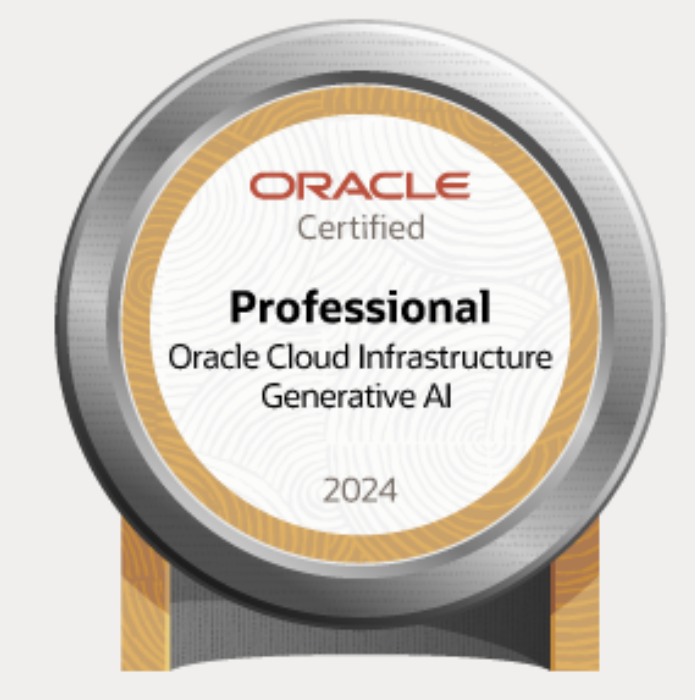 ORACLE
Certified
Professional
Oracle Cloud Infrastructure
Generative AI
2024